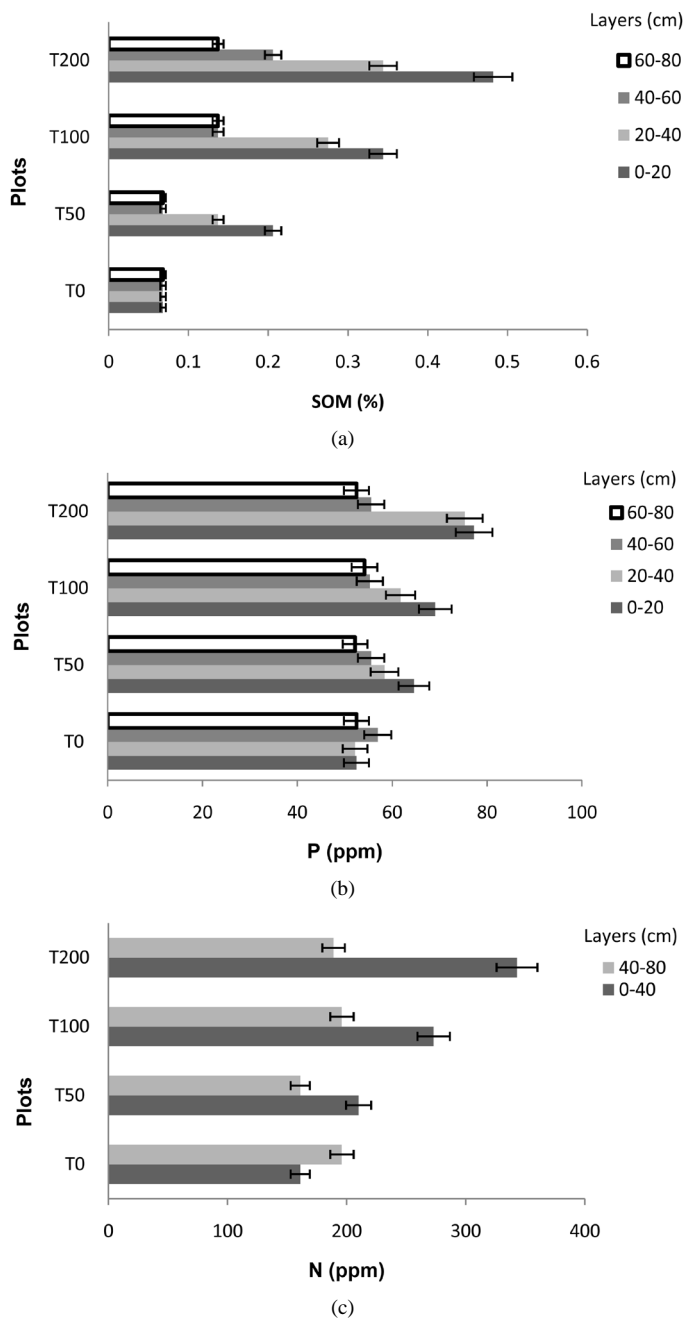 Layers (cm)
60-80
40-60
20-40
0-20
Plots
T200
T100
T50
T0
0 0.1 0.2 0.3 0.4 0.5 0.6
SOM (%)
(a)
Layers (cm)
60-80
40-60
20-40
0-20
Plots
T200
T100
T50
T0
0 20 40 60 80 100
P (ppm)
(b)
Layers (cm)
40-80
0-40
Plots
T200
T100
T50
T0
0 100 200 300 400
N (ppm)
(c)